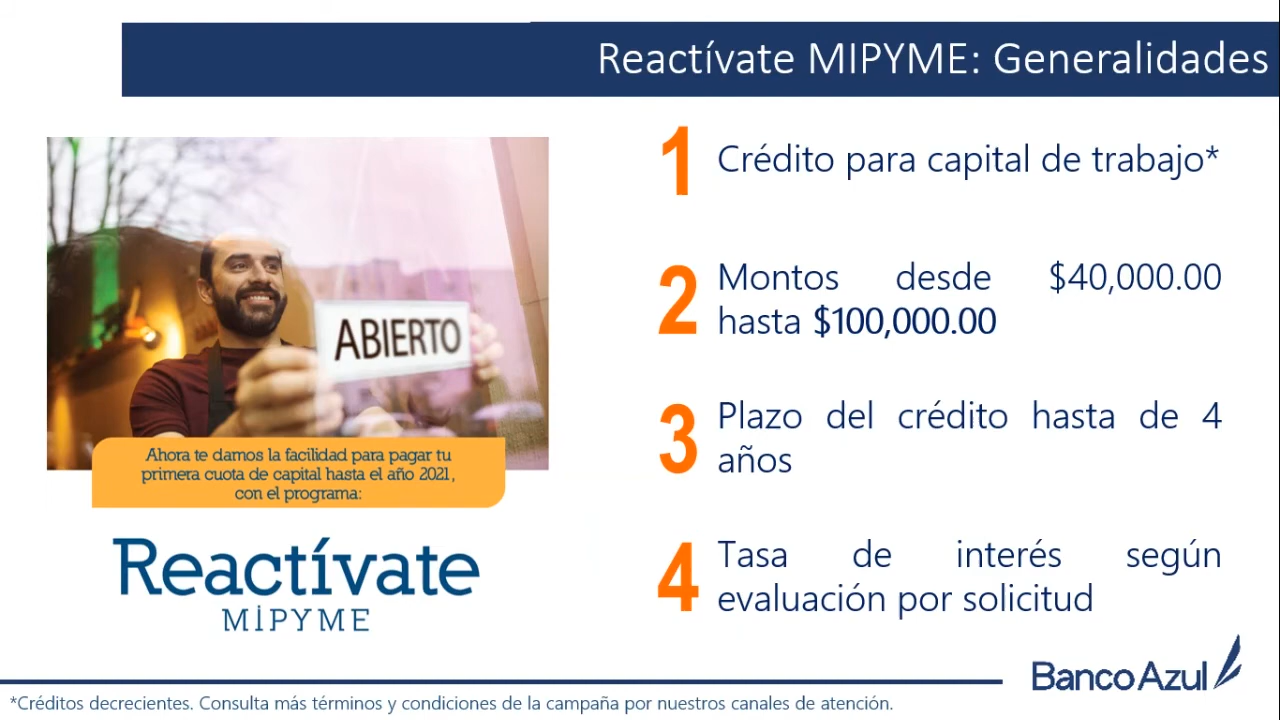 Reactívate MIPYME: Generalidades
1 Crédito para capital de trabajo*
2 Montos desde $40,000.00
hasta $100,000.00
3 Plazo del crédito hasta de 4
años
4 Tasa de interés según
evaluación por solicitud
ABIERTO
Ahora te damos la facilidad para pagar tu
primera cuota de capital hasta el año 2021,
con el programa:
Reactívate
MIPYME
BancoAzul
*Créditos decrecientes. Consulta más términos y condiciones de la campaña por nuestros canales de atención.